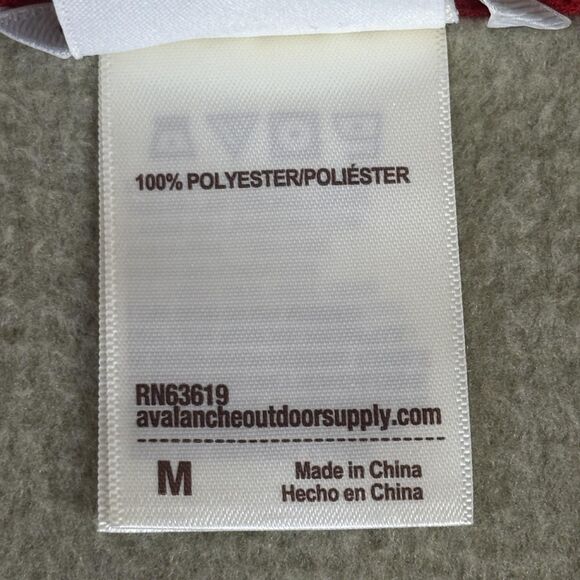 100% POLYESTER/POLIÉSTER
RN63619
avalancheoutdoorsupply.com
M
Made in China
Hecho en China